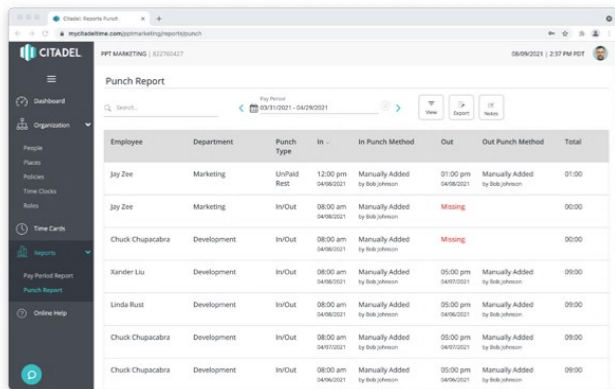 Citadel: Reports Punch
mycitadeltime.com/pptmarketing/reports/punch
CITADEL
PPT MARKETING | 822760427
08/09/2021 | 2:37 PM PDT
Punch Report
Dashboard
Organization
People
Places
Policies
Time Clocks
Roles
Time Cards
Reports
Pay Period Report
Punch Report
Online Help
Search...
Pay Period
03/31/2021 - 04/29/2021
View
Export
Notes
Employee Department Punch Type In In Punch Method Out Out Punch Method Total
Jay Zee Marketing UnPaid Rest 12:00 pm Manually Added 01:00 pm Manually Added 01:00
04/08/2021 by Bob Johnson 04/08/2021 by Bob Johnson
Jay Zee Marketing In/Out 08:00 am Manually Added Missing 00:00
04/08/2021 by Bob Johnson
Chuck Chupacabra Development In/Out 08:00 am Manually Added Missing 00:00
04/08/2021 by Bob Johnson
Xander Liu Development In/Out 08:00 am Manually Added 05:00 pm Manually Added 09:00
04/08/2021 by Bob Johnson 04/07/2021 by Bob Johnson
Linda Rust Development In/Out 08:00 am Manually Added 05:00 pm Manually Added 09:00
04/08/2021 by Bob Johnson 04/07/2021 by Bob Johnson
Chuck Chupacabra Development In/Out 08:00 am Manually Added 05:00 pm Manually Added 09:00
04/07/2021 by Bob Johnson 04/07/2021 by Bob Johnson
Chuck Chupacabra Development In/Out 08:00 am Manually Added 05:00 pm Manually Added 09:00
04/06/2021 by Bob Johnson 04/06/2021 by Bob Johnson